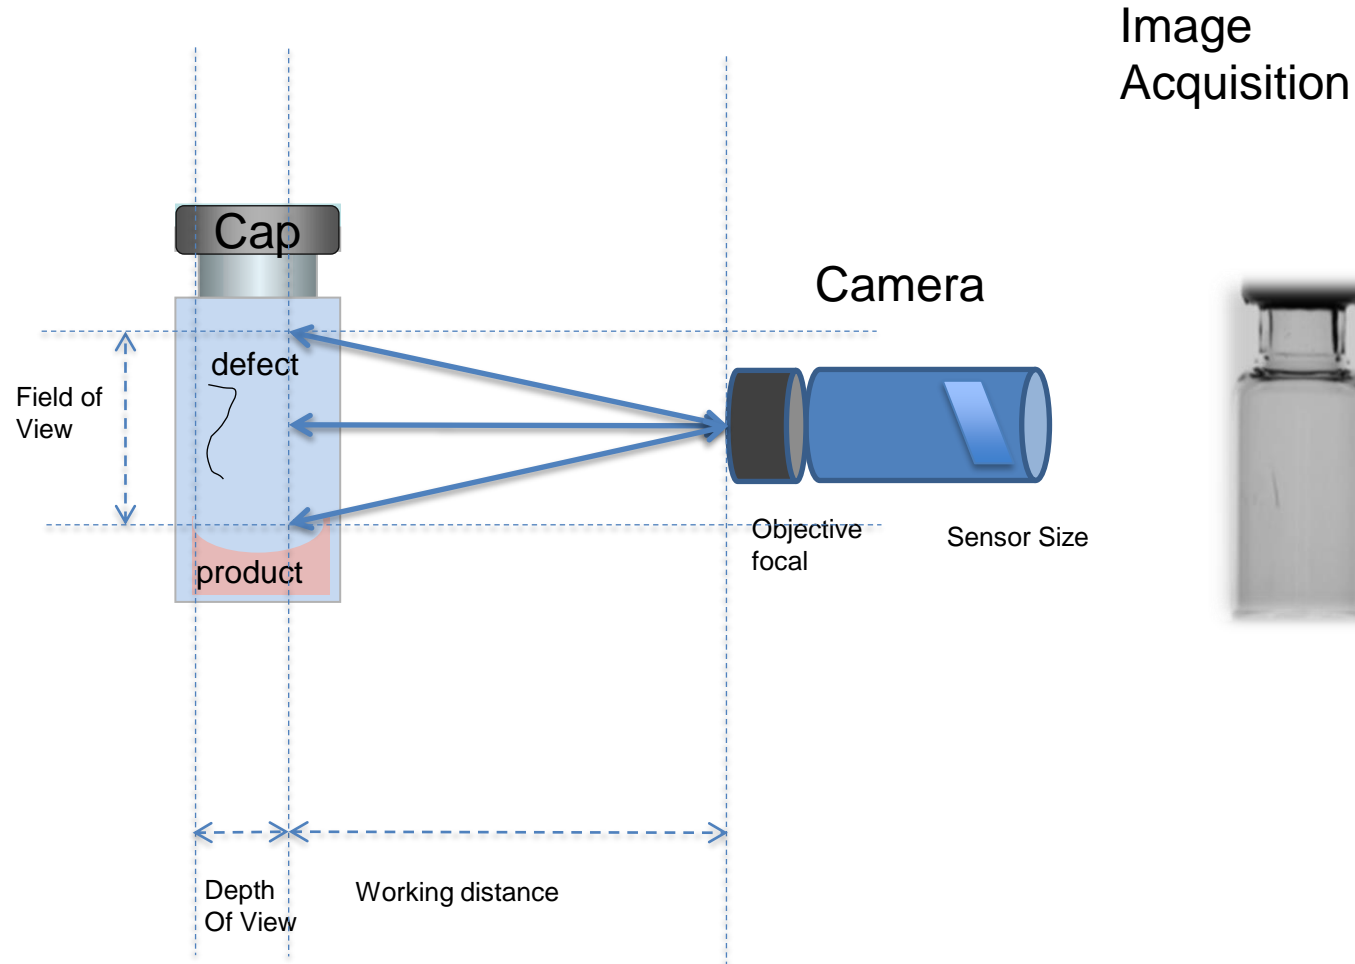 Image
Acquisition
Cap
Camera
defect
Field of
View
Objective
focal
Sensor Size
product
Depth
Of View
Working distance